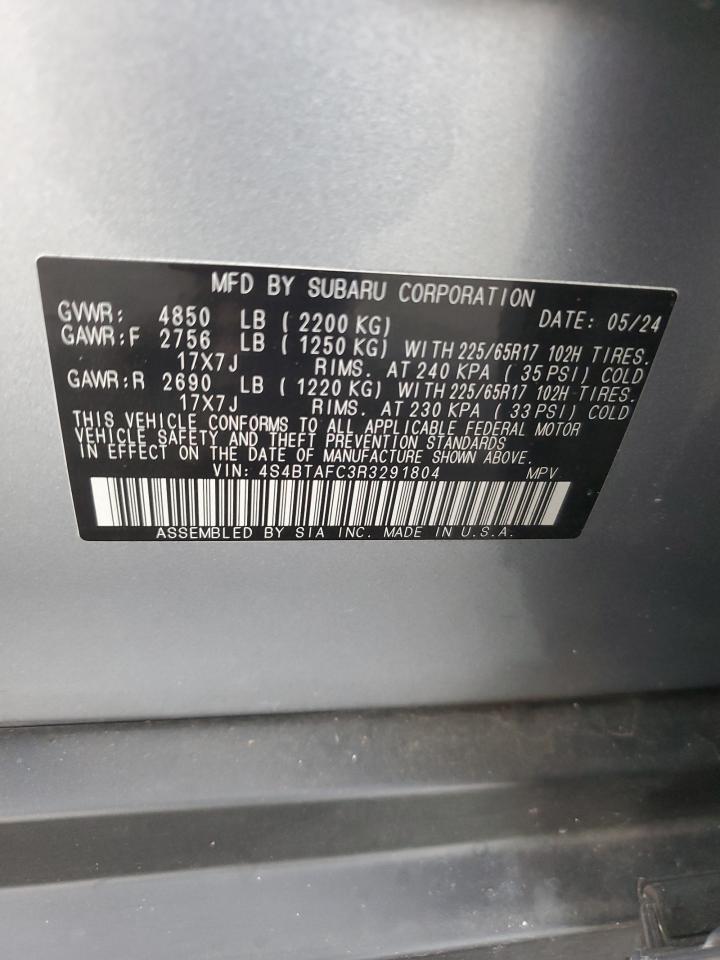 MFD BY SUBARU CORPORATION
GVWR: 4850 LB ( 2200 KG) DATE: 05/24
GAWR:F 2756 LB ( 1250 KG) WITH 225/65R17 102H TIRES.
17X7J RIMS. AT 240 KPA ( 35 PSI) COLD
GAWR:R 2690 LB ( 1220 KG) WITH 225/65R17 102H TIRES.
17X7J RIMS. AT 230 KPA ( 33 PSI) COLD
THIS VEHICLE CONFORMS TO ALL APPLICABLE FEDERAL MOTOR
VEHICLE SAFETY AND THEFT PREVENTION STANDARDS
IN EFFECT ON THE DATE OF MANUFACTURE SHOWN ABOVE.
VIN: 4S4BTAFC3R3291804 MPV
ASSEMBLED BY SIA INC. MADE IN U.S.A.